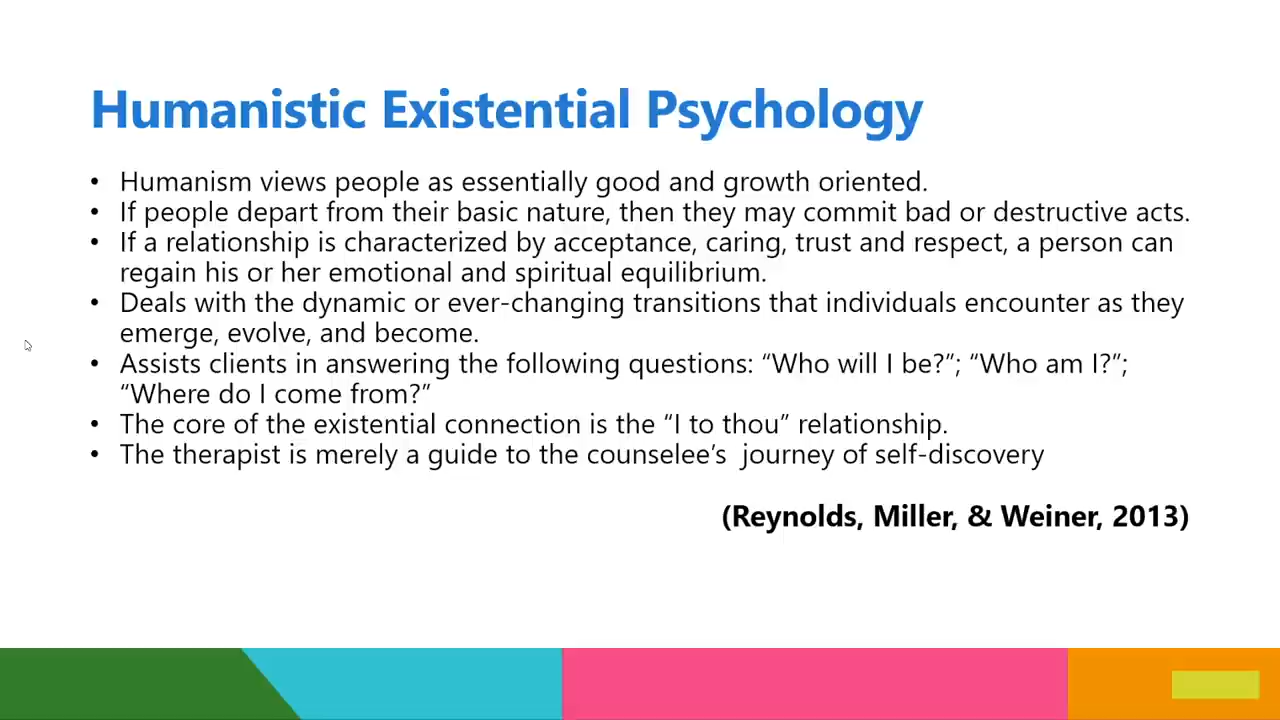 Humanistic Existential Psychology
• Humanism views people as essentially good and growth oriented.
• If people depart from their basic nature, then they may commit bad or destructive acts.
• If a relationship is characterized by acceptance, caring, trust and respect, a person can
regain his or her emotional and spiritual equilibrium.
• Deals with the dynamic or ever-changing transitions that individuals encounter as they
emerge, evolve, and become.
• Assists clients in answering the following questions: “Who will I be?”; “Who am I?”;
“Where do I come from?”
• The core of the existential connection is the “I to thou” relationship.
• The therapist is merely a guide to the counselee’s  journey of self-discovery
(Reynolds, Miller, & Weiner, 2013)